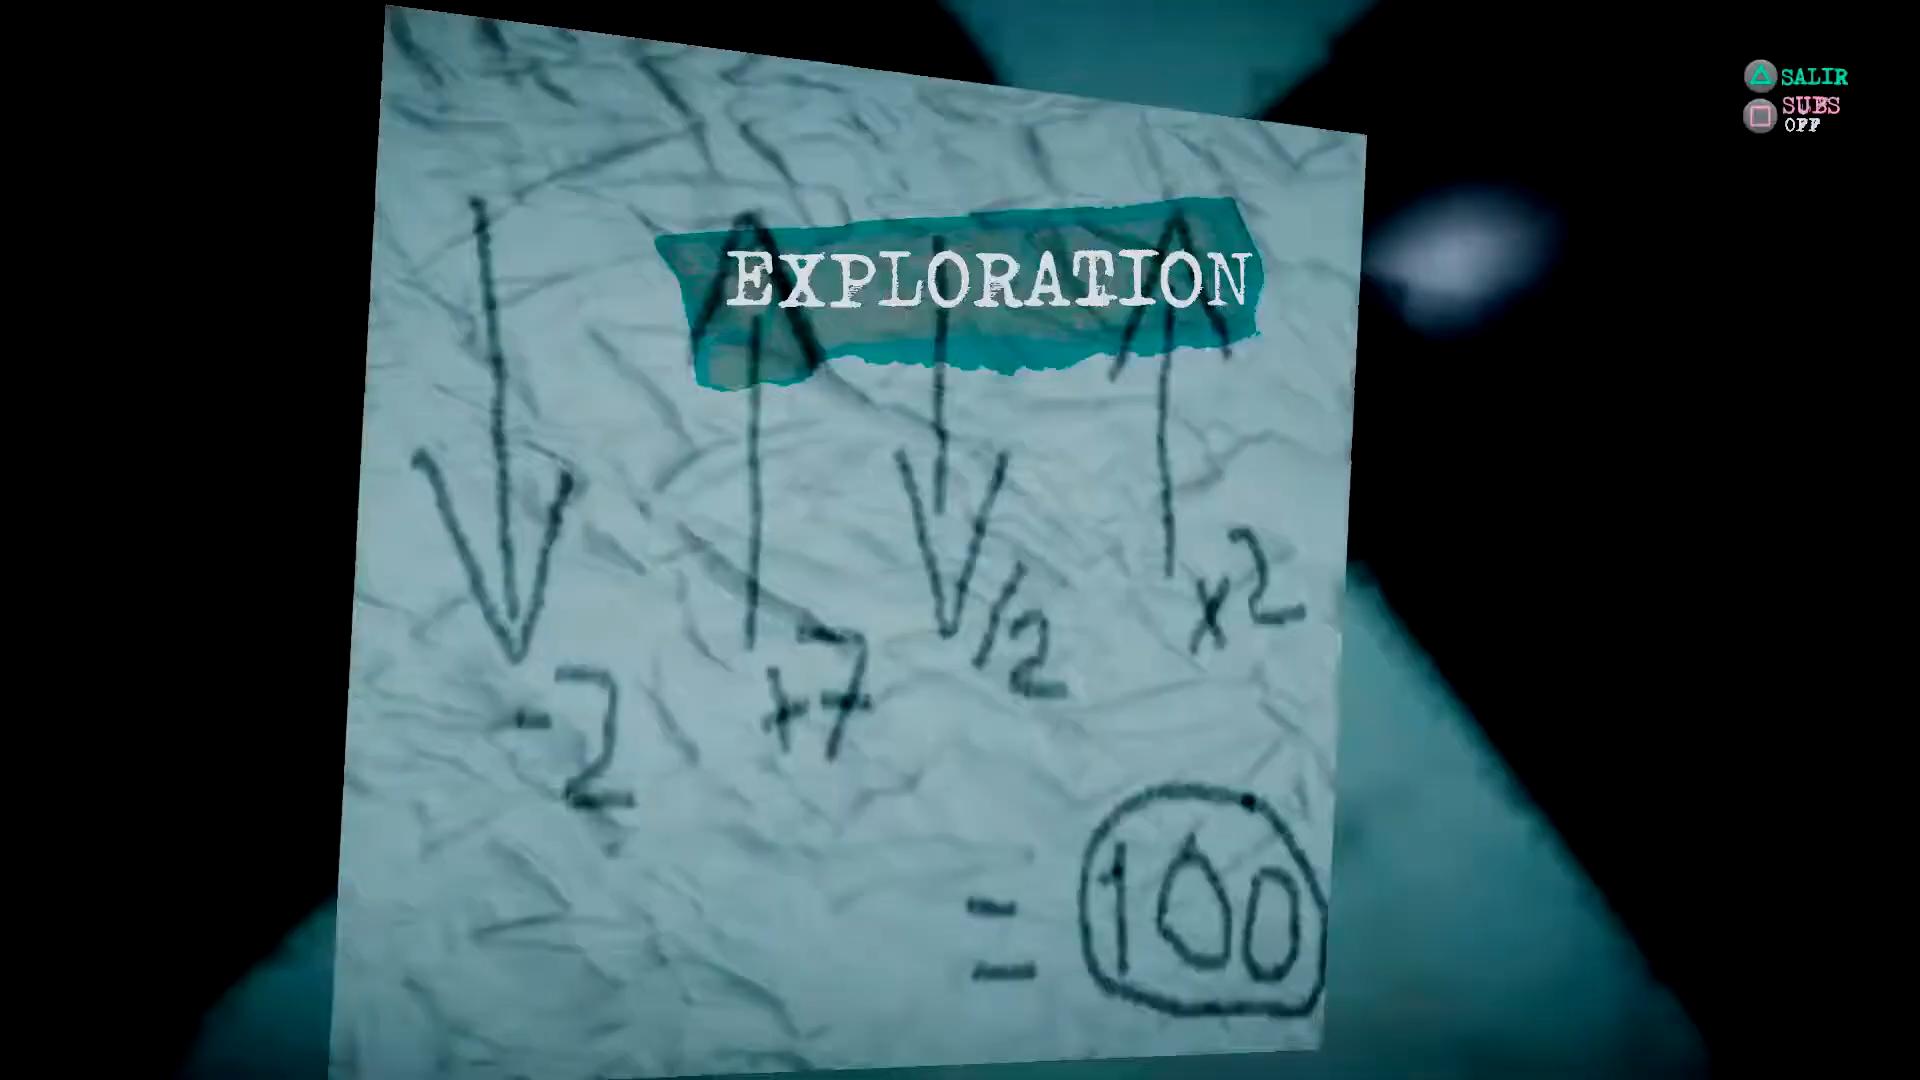 SALIR
SUBS
OFF
EXPLORATION
-2
+7
/2
x2
= 100